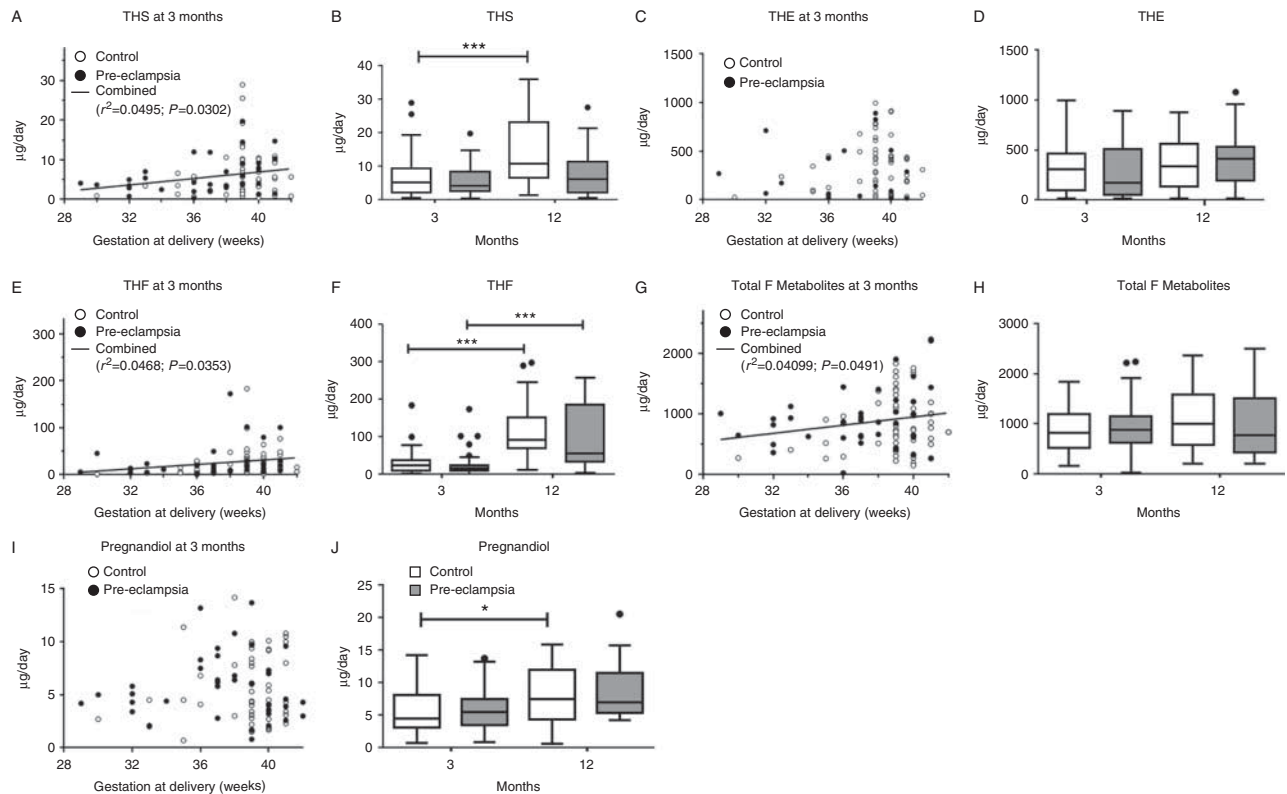 A
THS at 3 months
40
30
20
10
0
28
32
36
40
µg/day
Gestation at delivery (weeks)
Control
Pre-eclampsia
Combined
(r²=0.0495; P=0.0302)
B
THS
***
40
30
20
10
0
µg/day
3
12
Months
C
THE at 3 months
Control
Pre-eclampsia
1500
1000
500
0
µg/day
28
32
36
40
Gestation at delivery (weeks)
D
THE
1500
1000
500
0
µg/day
3
12
Months
E
THF at 3 months
Control
Pre-eclampsia
Combined
(r²=0.0468; P=0.0353)
300
200
100
0
µg/day
28
32
36
40
Gestation at delivery (weeks)
F
THF
***
***
400
300
200
100
0
µg/day
3
12
Months
G
Total F Metabolites at 3 months
Control
Pre-eclampsia
Combined
(r²=0.04099; P=0.0491)
2000
1000
0
µg/day
28
32
36
40
Gestation at delivery (weeks)
H
Total F Metabolites
3000
2000
1000
0
µg/day
3
12
Months
I
Pregnandiol at 3 months
Control
Pre-eclampsia
15
10
5
0
µg/day
28
32
36
40
Gestation at delivery (weeks)
J
Pregnandiol
Control
Pre-eclampsia
*
25
20
15
10
5
0
µg/day
3
12
Months